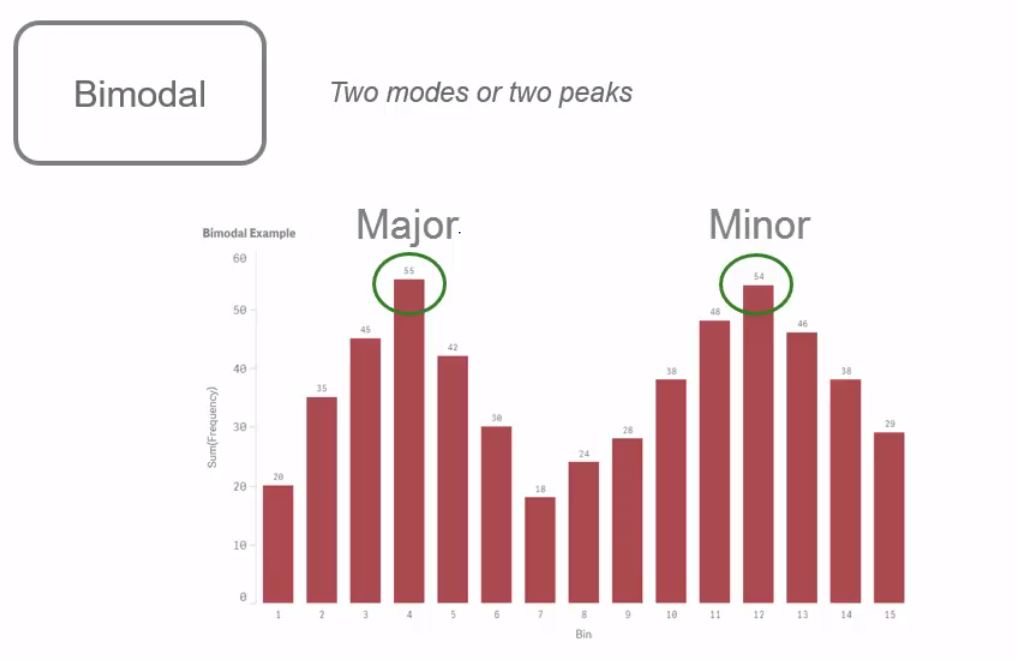 Bimodal
Two modes or two peaks
Major.
Minor
Bimodal Example
60
50
40
30
20
10
0
Sum(Frequency)
20
35
45
55
42
30
18
24
28
38
48
54
46
38
29
1 2 3 4 5 6 7 8 9 10 11 12 13 14 15
Bin